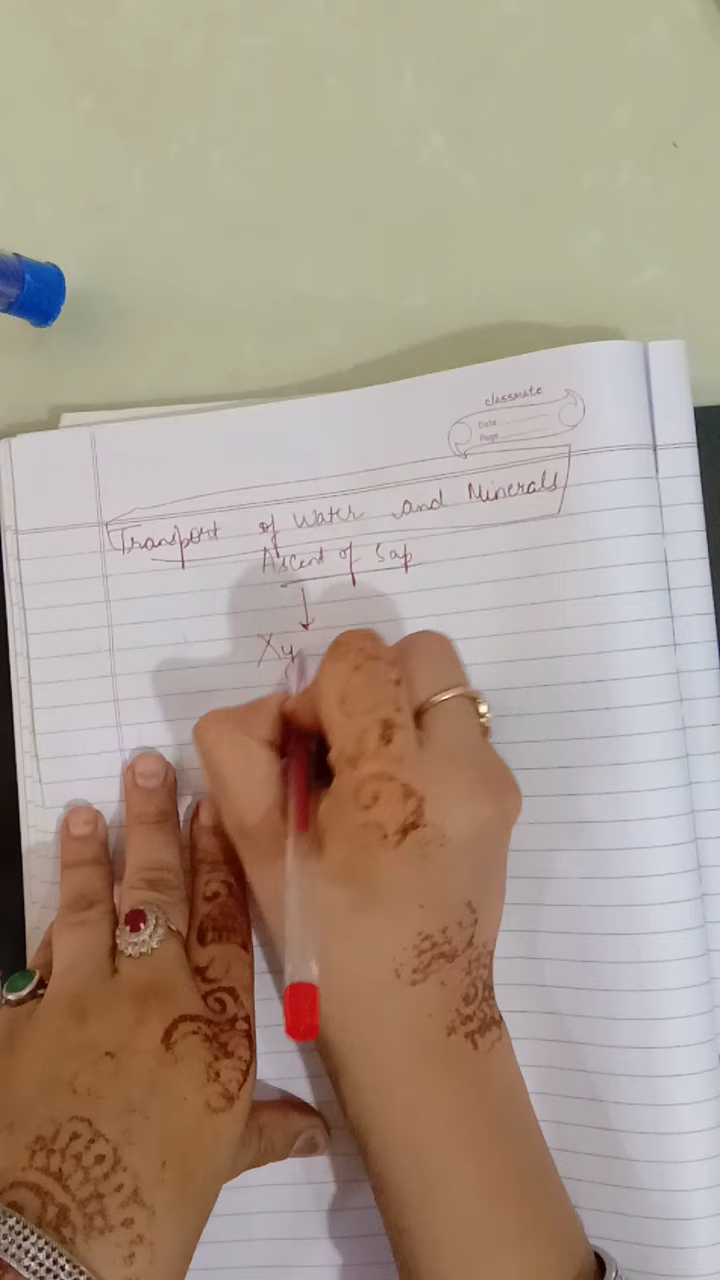 classmate
Date
Page
Transport of Water and Minerals
Ascent of Sap
Xy